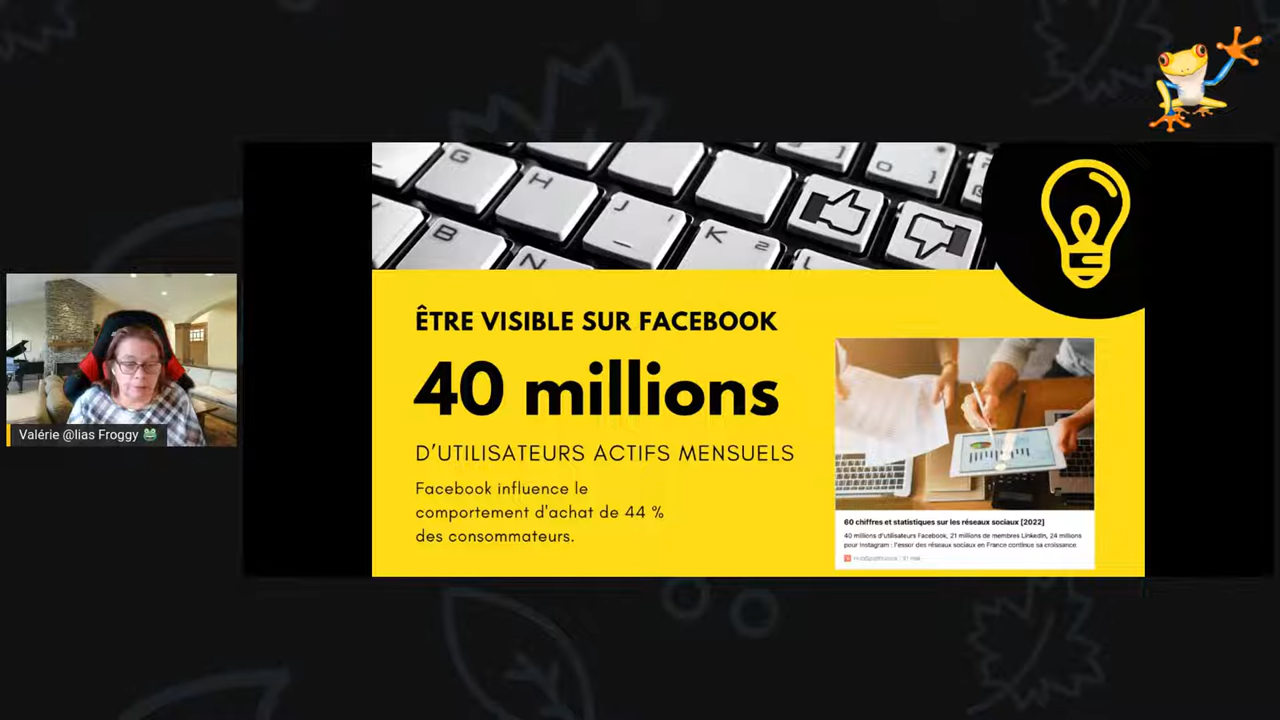 G
H
J
K
2
L
B
N
ÊTRE VISIBLE SUR FACEBOOK
40 millions
D'UTILISATEURS ACTIFS MENSUELS
Facebook influence le
comportement d'achat de 44 %
des consommateurs.
60 chiffres et statistiques sur les réseaux sociaux [2022]
40 millions d'utilisateurs Facebook, 21 millions de membres LinkedIn, 24 millions
pour Instagram : l'essor des réseaux sociaux en France continue sa croissance.
Valérie @lias Froggy